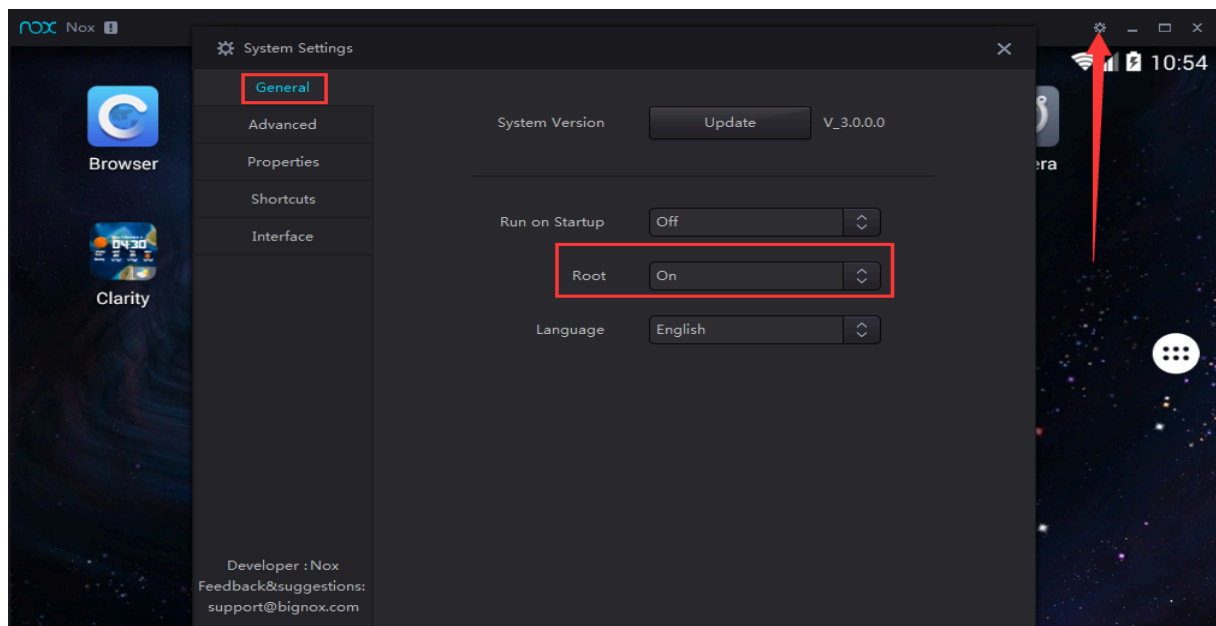 nox Nox
System Settings
10:54
General
Advanced
Properties
Shortcuts
Interface
System Version Update V_3.0.0.0
Run on Startup Off
Root On
Language English
Browser
era
04:30
Clarity
Developer : Nox
Feedback&suggestions:
support@bignox.com